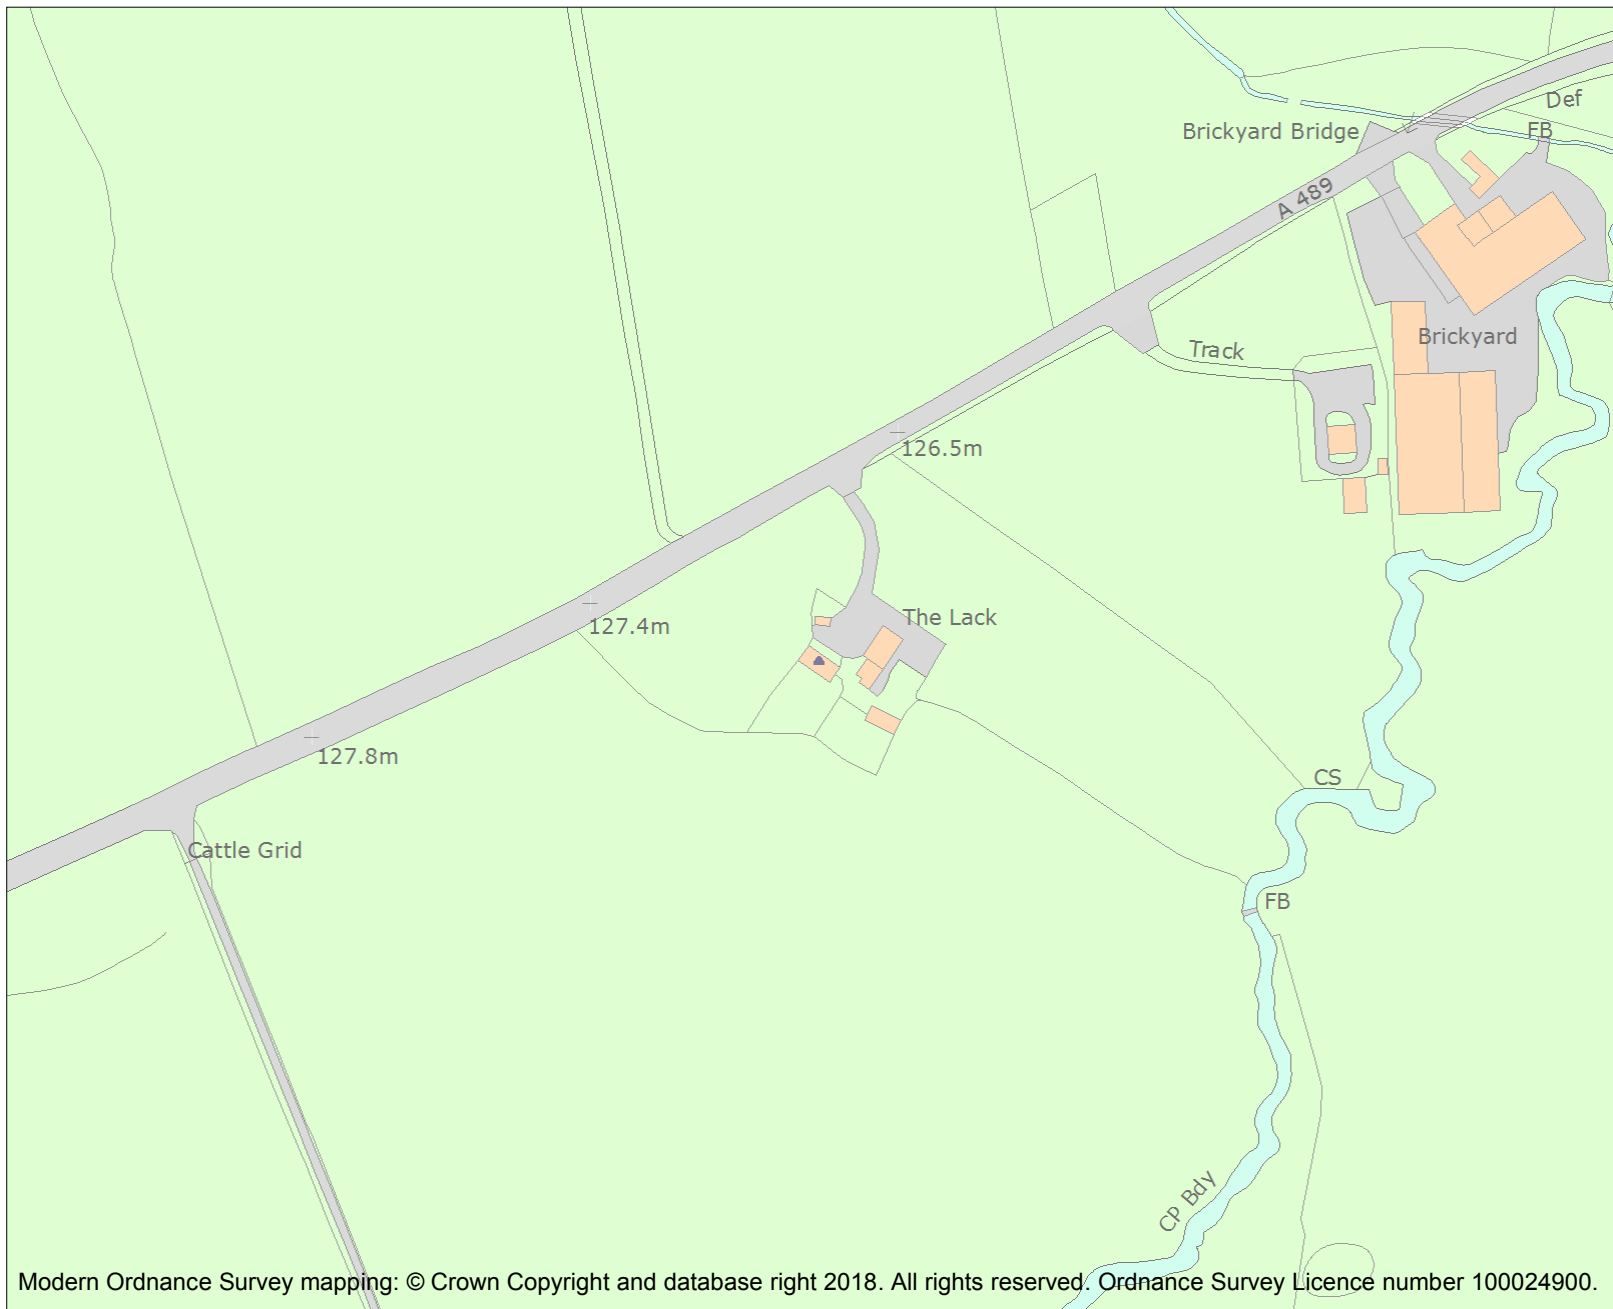 Def
FB
Brickyard Bridge
A 489
Brickyard
Track
126.5m
The Lack
127.4m
127.8m
CS
Cattle Grid
FB
CP Bdy
Modern Ordnance Survey mapping: © Crown Copyright and database right 2018. All rights reserved. Ordnance Survey Licence number 100024900.